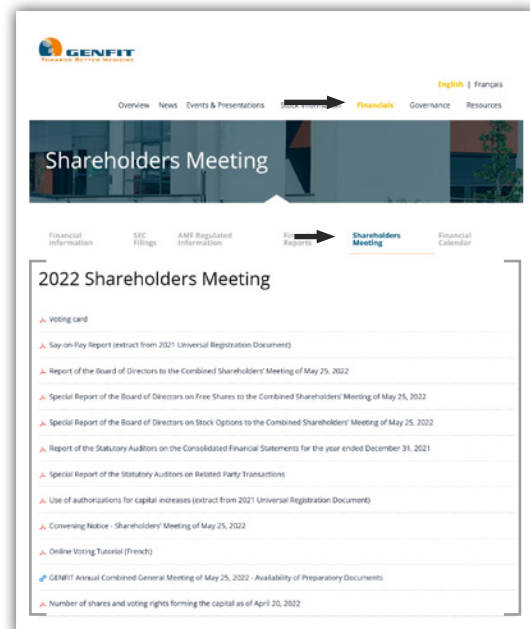 GENFIT
TOWARDS BETTER MEDICINE
English | Français
Overview News Events & Presentations Stock Information Financials Governance Resources
Shareholders Meeting
Financial Information
SEC Filings
AMF Regulated Information
Reports
Shareholders Meeting
Financial Calendar
2022 Shareholders Meeting
Voting card
Say-on-Pay Report (extract from 2021 Universal Registration Document)
Report of the Board of Directors to the Combined Shareholders' Meeting of May 25, 2022
Special Report of the Board of Directors on Free Shares to the Combined Shareholders' Meeting of May 25, 2022
Special Report of the Board of Directors on Stock Options to the Combined Shareholders' Meeting of May 25, 2022
Report of the Statutory Auditors on the Consolidated Financial Statements for the year ended December 31, 2021
Special Report of the Statutory Auditors on Related Party Transactions
Use of authorizations for capital increases (extract from 2021 Universal Registration Document)
Convening Notice - Shareholders' Meeting of May 25, 2022
Online Voting Tutorial (French)
GENFIT Annual Combined General Meeting of May 25, 2022 - Availability of Preparatory Documents
Number of shares and voting rights forming the capital as of April 20, 2022